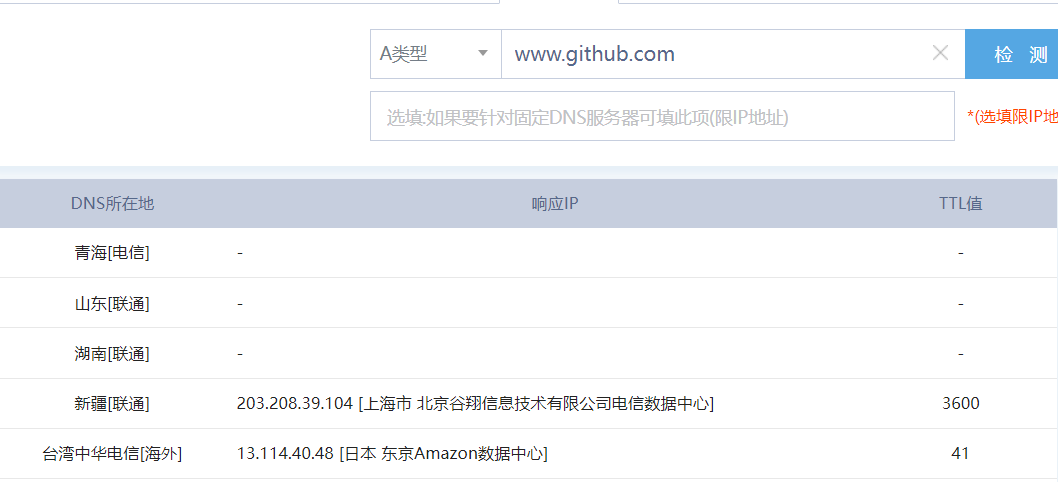 A类型 www.github.com 检 测
选填:如果要针对固定DNS服务器可填此项(限IP地址) *(选填限IP地
DNS所在地 响应IP TTL值
青海[电信] - -
山东[联通] - -
湖南[联通] - -
新疆[联通] 203.208.39.104 [上海市 北京谷翔信息技术有限公司电信数据中心] 3600
台湾中华电信[海外] 13.114.40.48 [日本 东京Amazon数据中心] 41